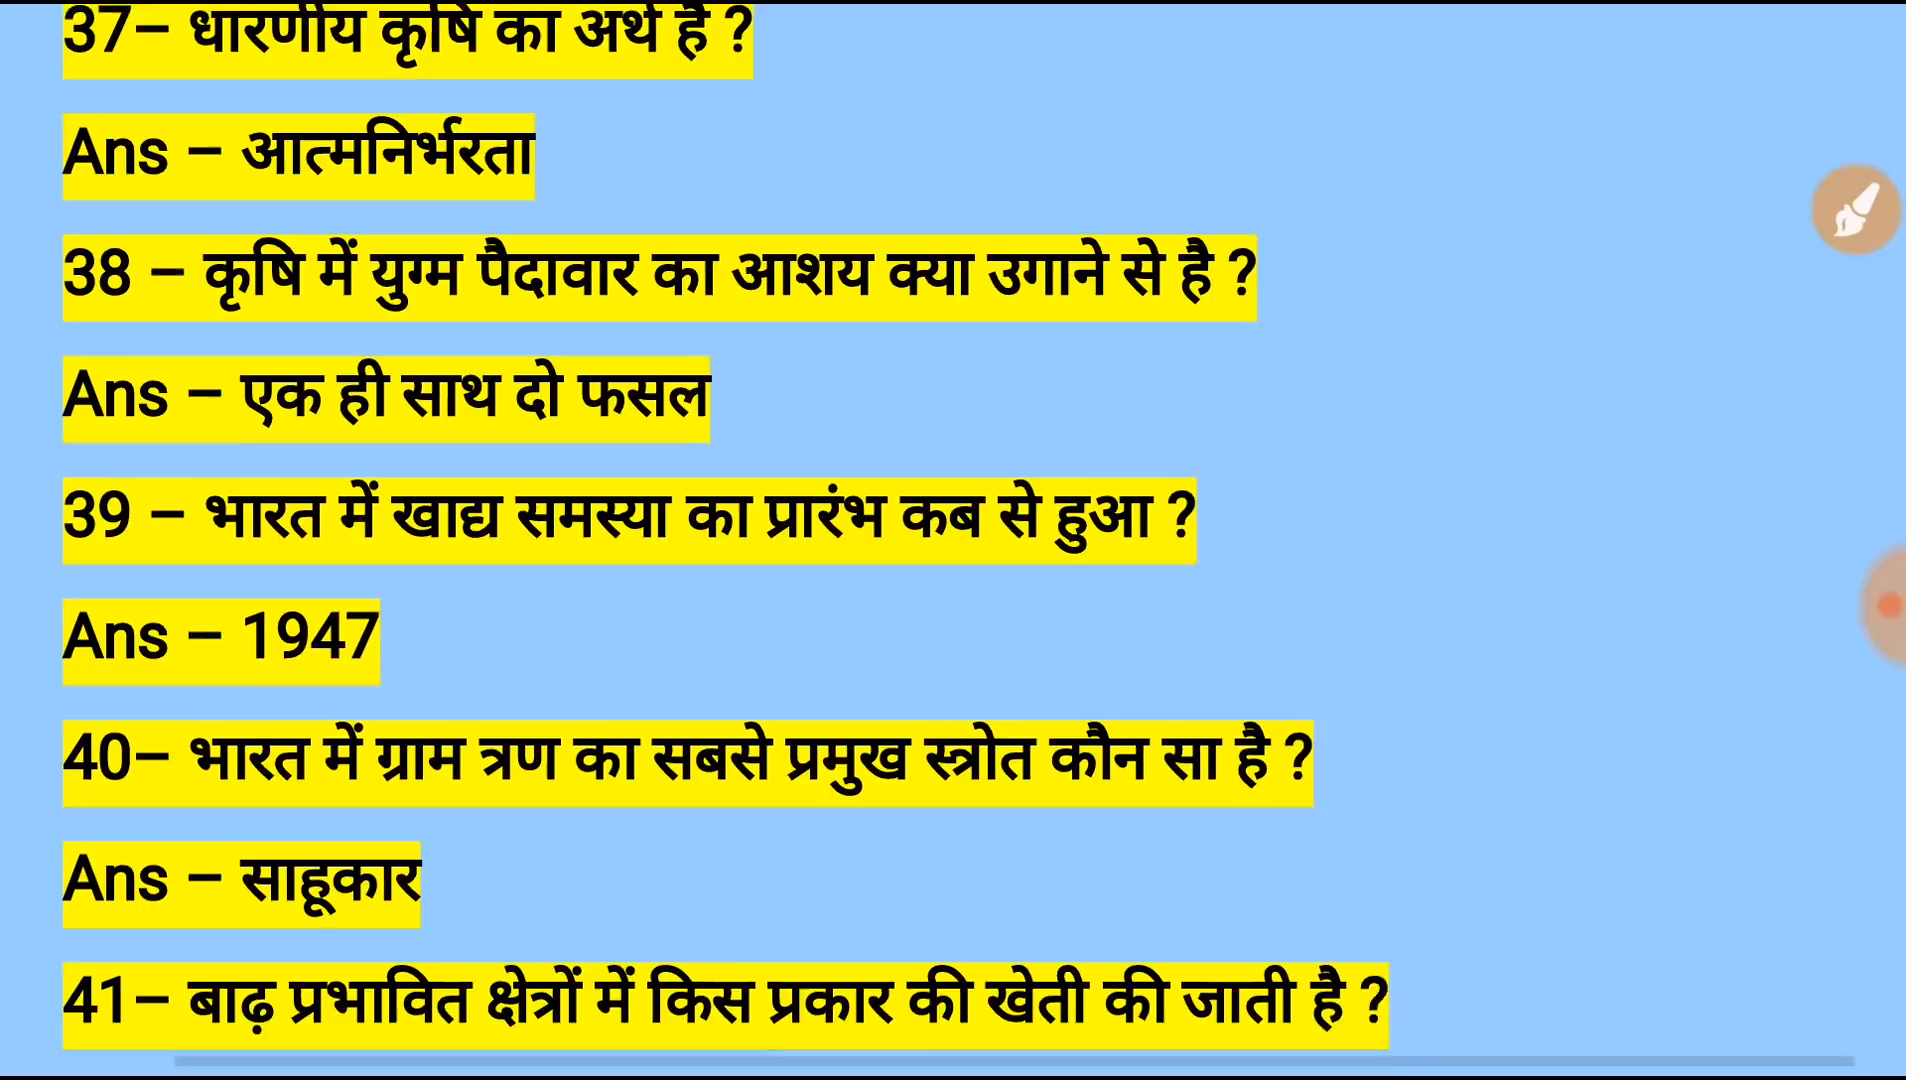 37– धारणीय कृषि का अर्थ है ?
Ans – आत्मनिर्भरता
38 – कृषि में युग्म पैदावार का आशय क्या उगाने से है ?
Ans – एक ही साथ दो फसल
39 – भारत में खाद्य समस्या का प्रारंभ कब से हुआ ?
Ans – 1947
40– भारत में ग्राम त्रण का सबसे प्रमुख स्त्रोत कौन सा है ?
Ans – साहूकार
41– बाढ़ प्रभावित क्षेत्रों में किस प्रकार की खेती की जाती है ?